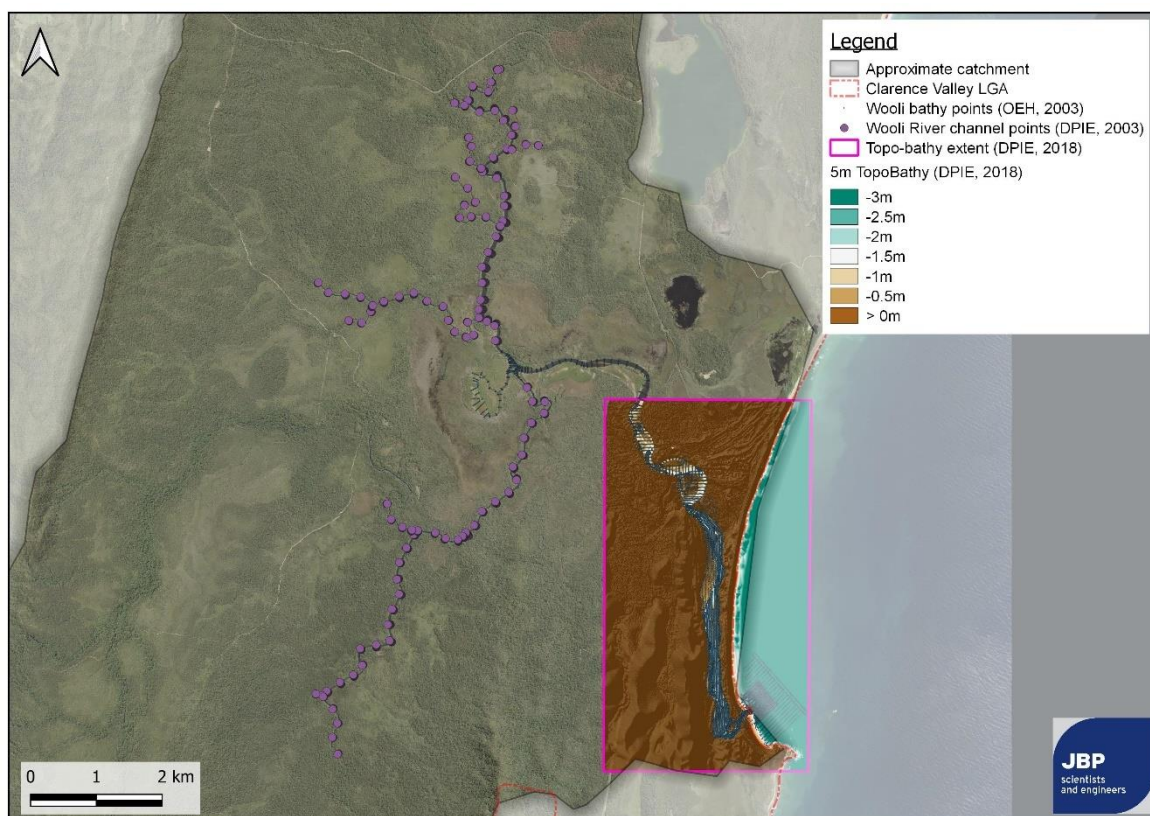 Legend
Approximate catchment
Clarence Valley LGA
Wooli bathy points (OEH, 2003)
Wooli River channel points (DPIE, 2003)
Topo-bathy extent (DPIE, 2018)
5m TopoBathy (DPIE, 2018)
-3m
-2.5m
-2m
-1.5m
-1m
-0.5m
> 0m
0 1 2 km
JBP
scientists
and engineers